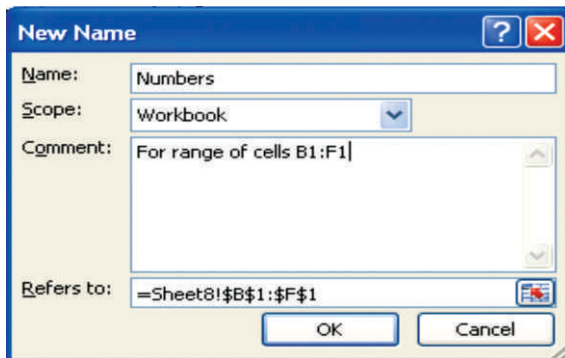 New Name
Name: Numbers
Scope: Workbook
Comment: For range of cells B1:F1
Refers to: =Sheet8!$B$1:$F$1
OK Cancel